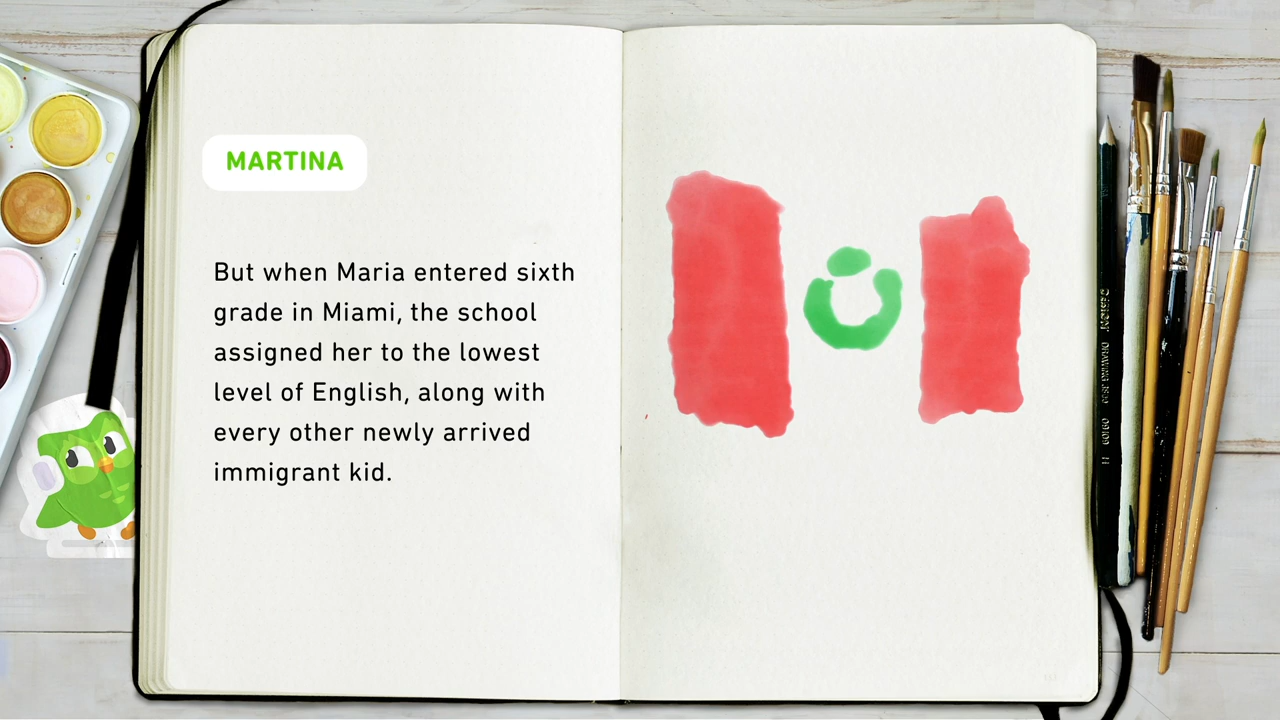 MARTINA
But when Maria entered sixth
grade in Miami, the school
assigned her to the lowest
level of English, along with
every other newly arrived
immigrant kid.